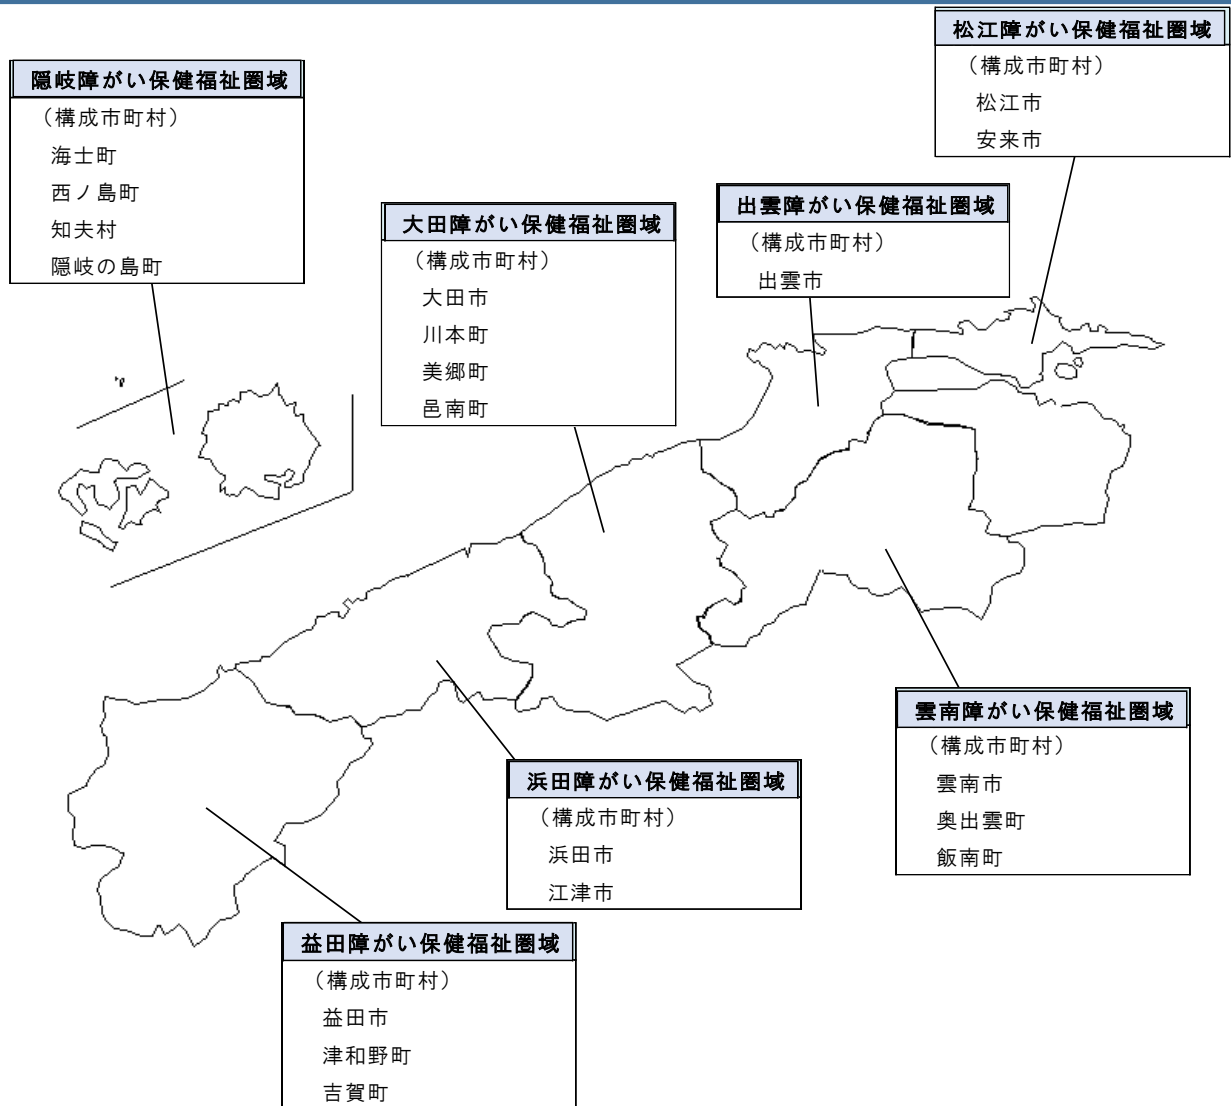 松江障がい保健福祉圏域
（構成市町村）
松江市
安来市
隠岐障がい保健福祉圏域
（構成市町村）
海士町
西ノ島町
知夫村
隠岐の島町
出雲障がい保健福祉圏域
（構成市町村）
出雲市
大田障がい保健福祉圏域
（構成市町村）
大田市
川本町
美郷町
邑南町
雲南障がい保健福祉圏域
（構成市町村）
雲南市
奥出雲町
飯南町
浜田障がい保健福祉圏域
（構成市町村）
浜田市
江津市
益田障がい保健福祉圏域
（構成市町村）
益田市
津和野町
吉賀町